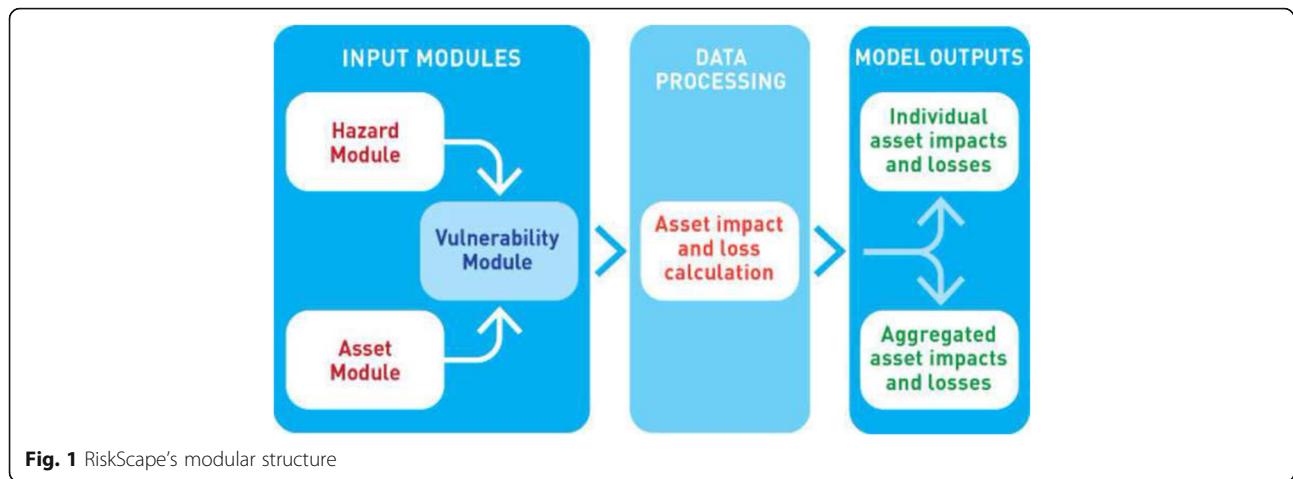 INPUT MODULES
Hazard
Module
Vulnerability
Module
Asset
Module
DATA
PROCESSING
Asset impact
and loss
calculation
MODEL OUTPUTS
Individual
asset impacts
and losses
Aggregated
asset impacts
and losses
Fig. 1 RiskScape's modular structure